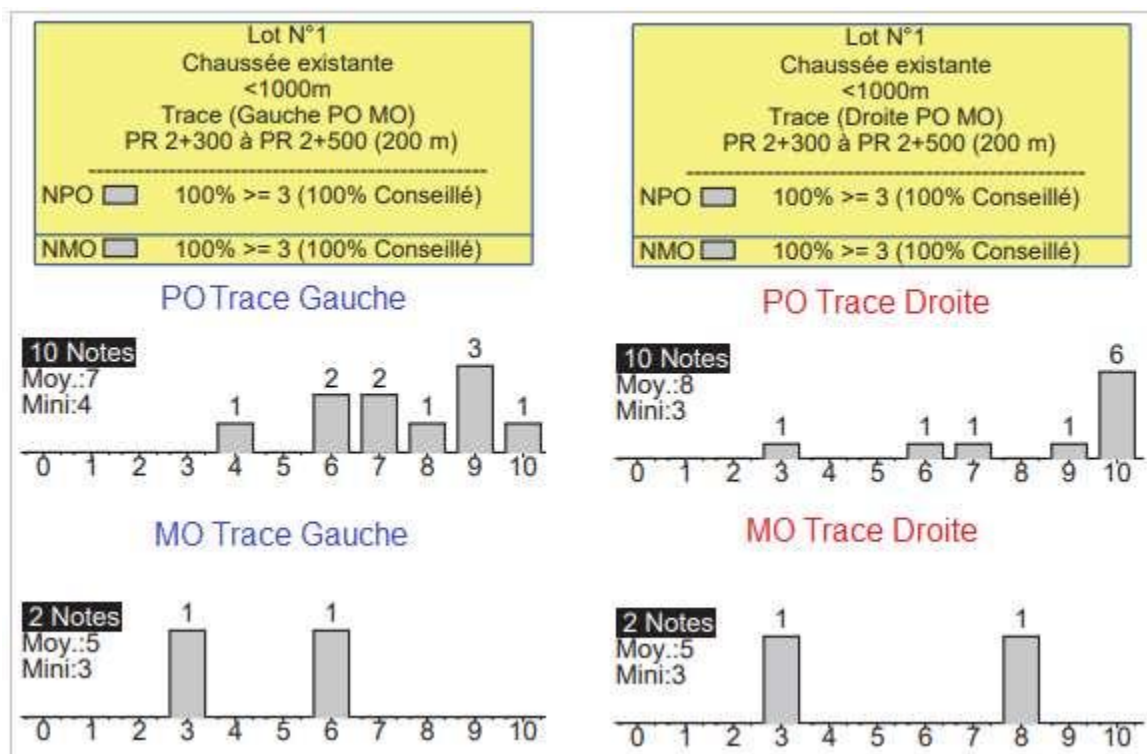 Lot N°1
Chaussée existante
<1000m
Trace (Gauche PO MO)
PR 2+300 à PR 2+500 (200 m)
NPO 100% >= 3 (100% Conseillé)
NMO 100% >= 3 (100% Conseillé)
Lot N°1
Chaussée existante
<1000m
Trace (Droite PO MO)
PR 2+300 à PR 2+500 (200 m)
NPO 100% >= 3 (100% Conseillé)
NMO 100% >= 3 (100% Conseillé)
PO Trace Gauche
10 Notes
Moy.:7
Mini:4
1 2 2 1 3 1
0 1 2 3 4 5 6 7 8 9 10
PO Trace Droite
10 Notes
Moy.:8
Mini:3
1 1 1 1 6
0 1 2 3 4 5 6 7 8 9 10
MO Trace Gauche
2 Notes
Moy.:5
Mini:3
1 1
0 1 2 3 4 5 6 7 8 9 10
MO Trace Droite
2 Notes
Moy.:5
Mini:3
1 1
0 1 2 3 4 5 6 7 8 9 10